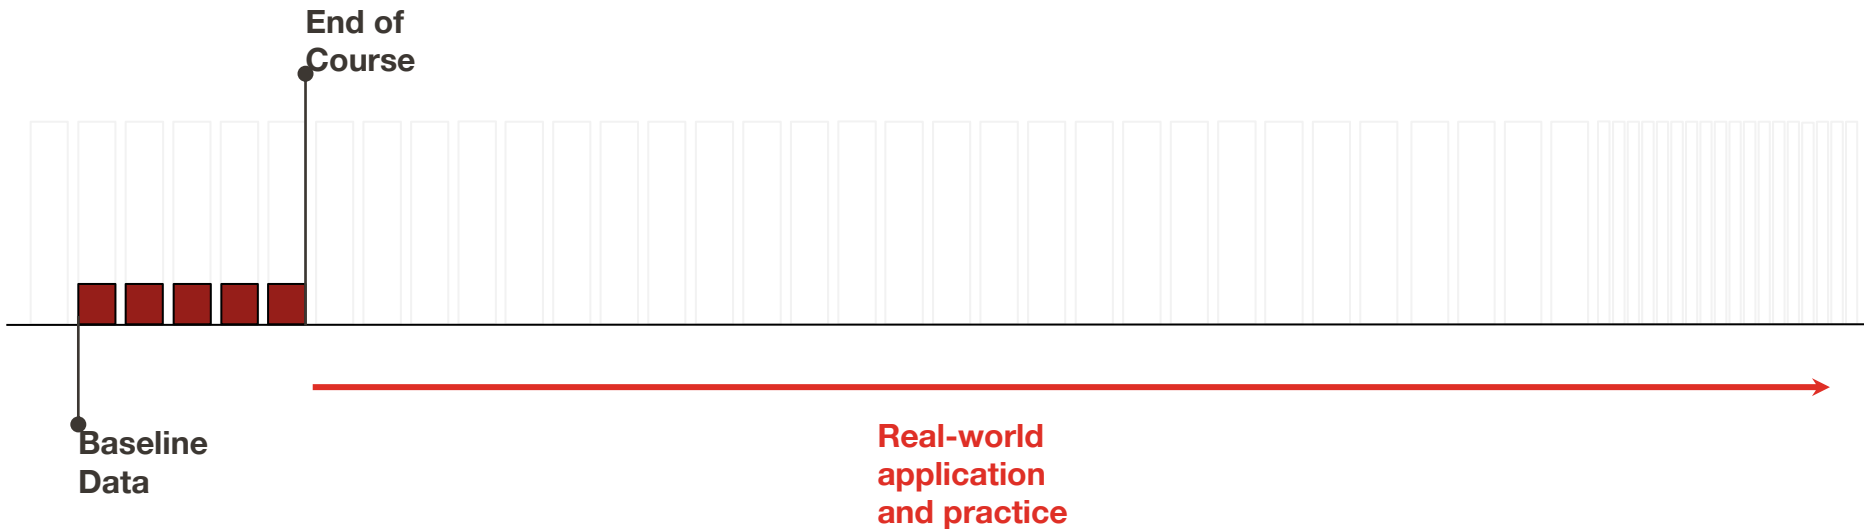 End of
Course
Baseline
Data
Real-world
application
and practice